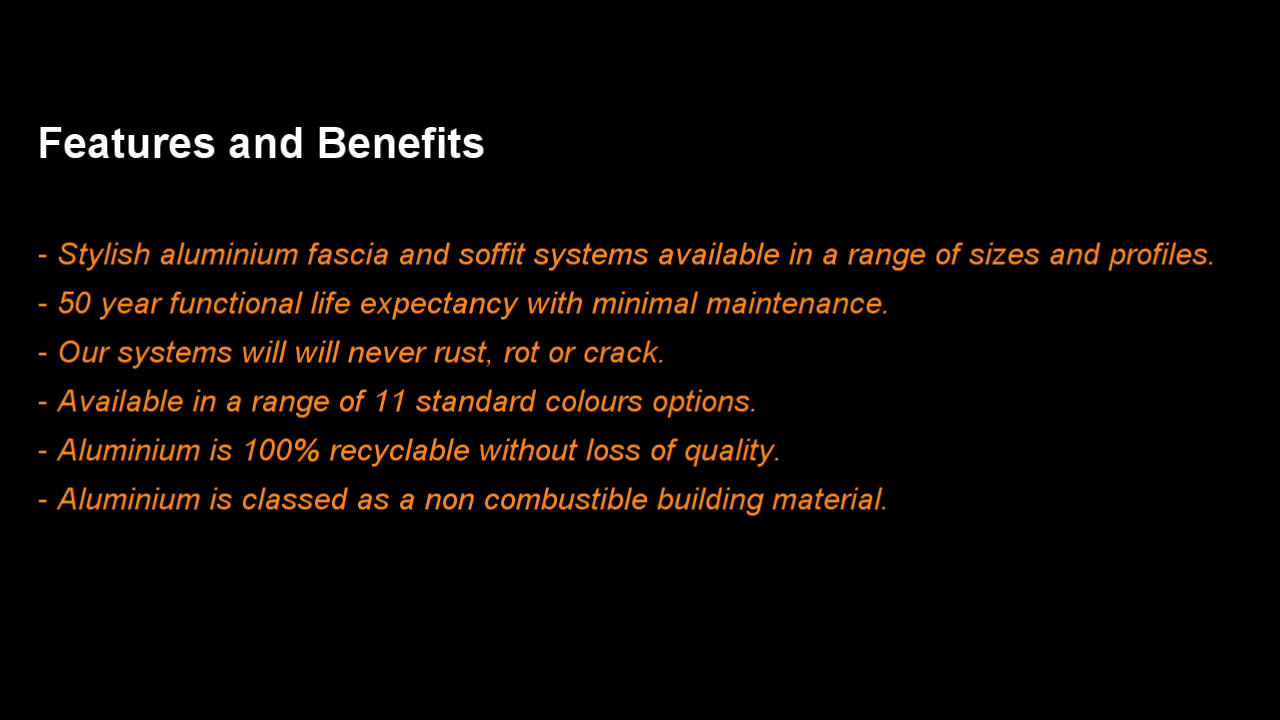 Features and Benefits
- Stylish aluminium fascia and soffit systems available in a range of sizes and profiles.
- 50 year functional life expectancy with minimal maintenance.
- Our systems will will never rust, rot or crack.
- Available in a range of 11 standard colours options.
- Aluminium is 100% recyclable without loss of quality.
- Aluminium is classed as a non combustible building material.